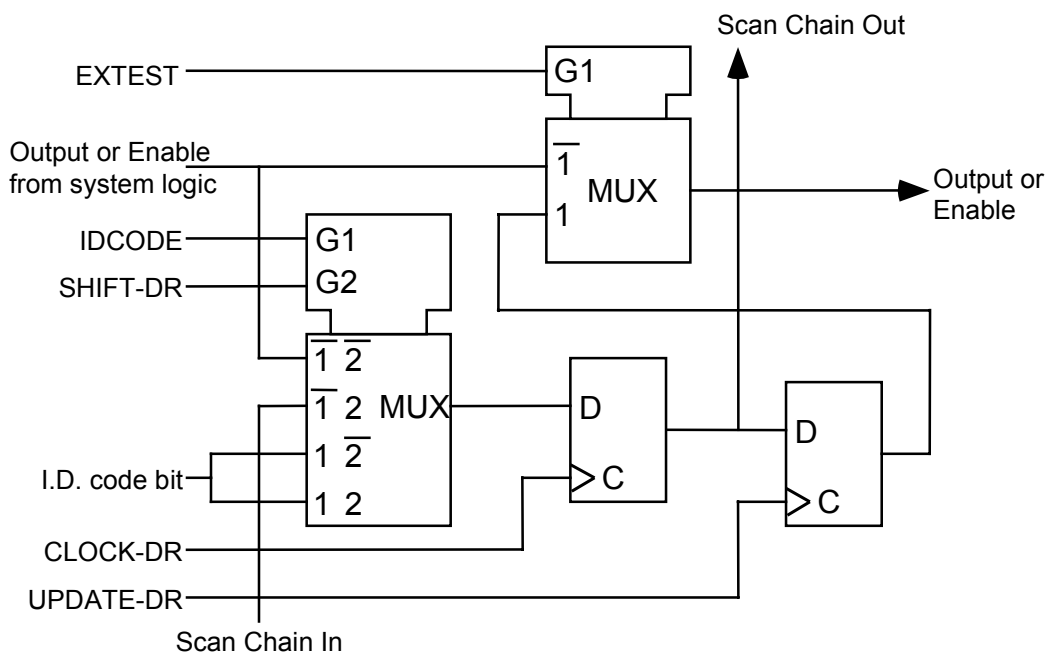 Scan Chain Out
EXTEST
G1
Output or Enable
from system logic
1
MUX
1
Output or
Enable
IDCODE
G1
SHIFT-DR
G2
1 2
1 2 MUX
1 2
1 2
D
C
D
C
I.D. code bit
CLOCK-DR
UPDATE-DR
Scan Chain In